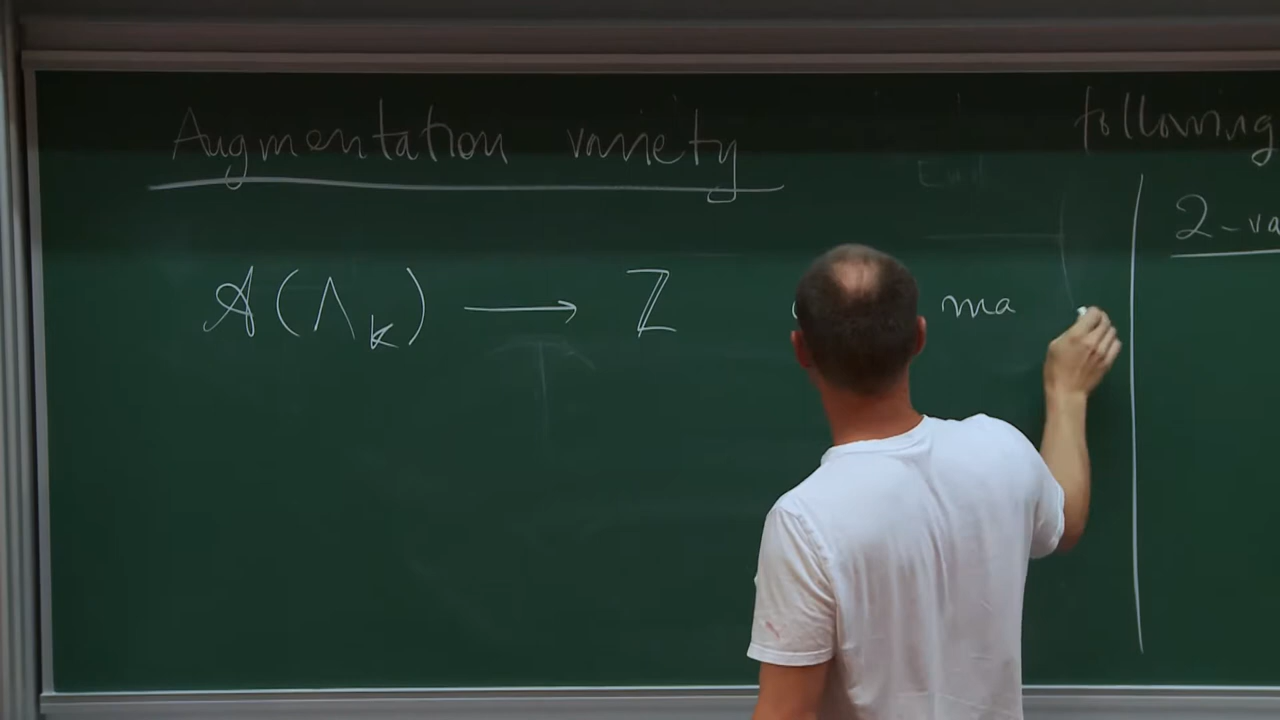 Augmentation variety
𝒜(Λ_K) ⟶ ℤ ma
following
2-va